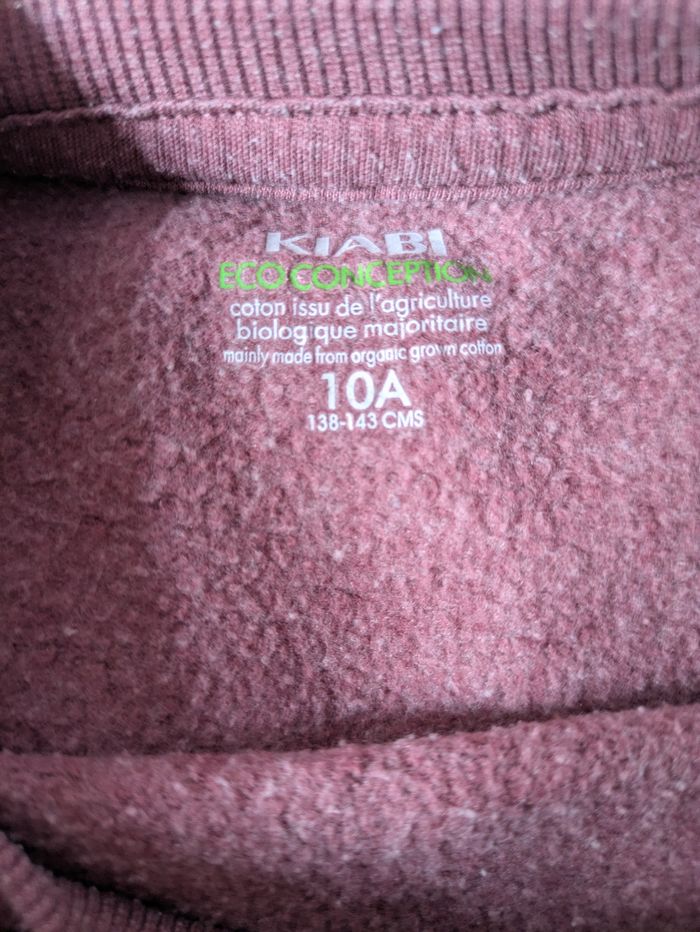 KIABI
ECO CONCEPTION
coton issu de l'agriculture
biologique majoritaire
mainly made from organic grown cotton
10A
138-143 CMS